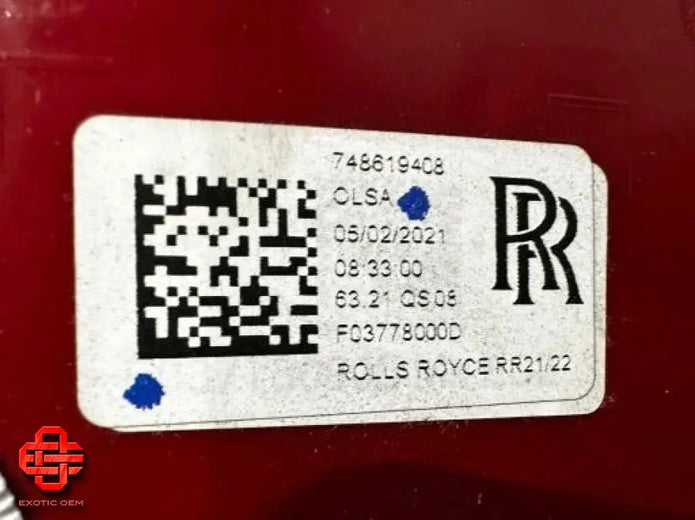 748619408
OLSA
05/02/2021
08:33:00
63.21 QS 08
F03778000D
ROLLS ROYCE RR21/22
RR
EXOTIC OEM